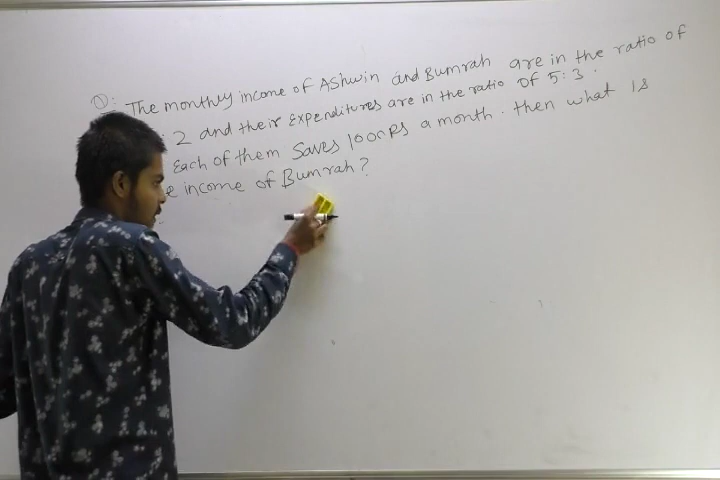 Q: The monthly income of Ashwin and Bumrah are in the ratio of
: 2 and their Expenditures are in the ratio of 5:3.
Each of them Saves 1000Rs a month. then what is
e income of Bumrah?